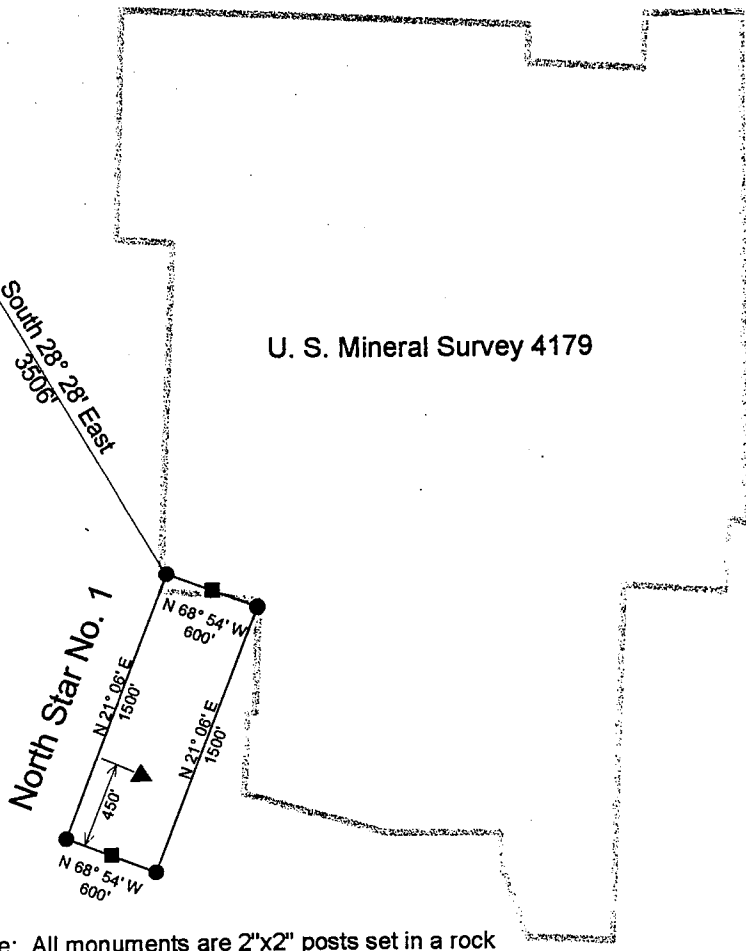 U. S. Mineral Survey 4179
South 28° 28' East
3506'
N 68° 54' W
600'
North Star No. 1
N 21° 06' E
1500'
N 21° 06' E
1500'
450'
N 68° 54' W
600'
e: All monuments are 2"x2" posts set in a rock